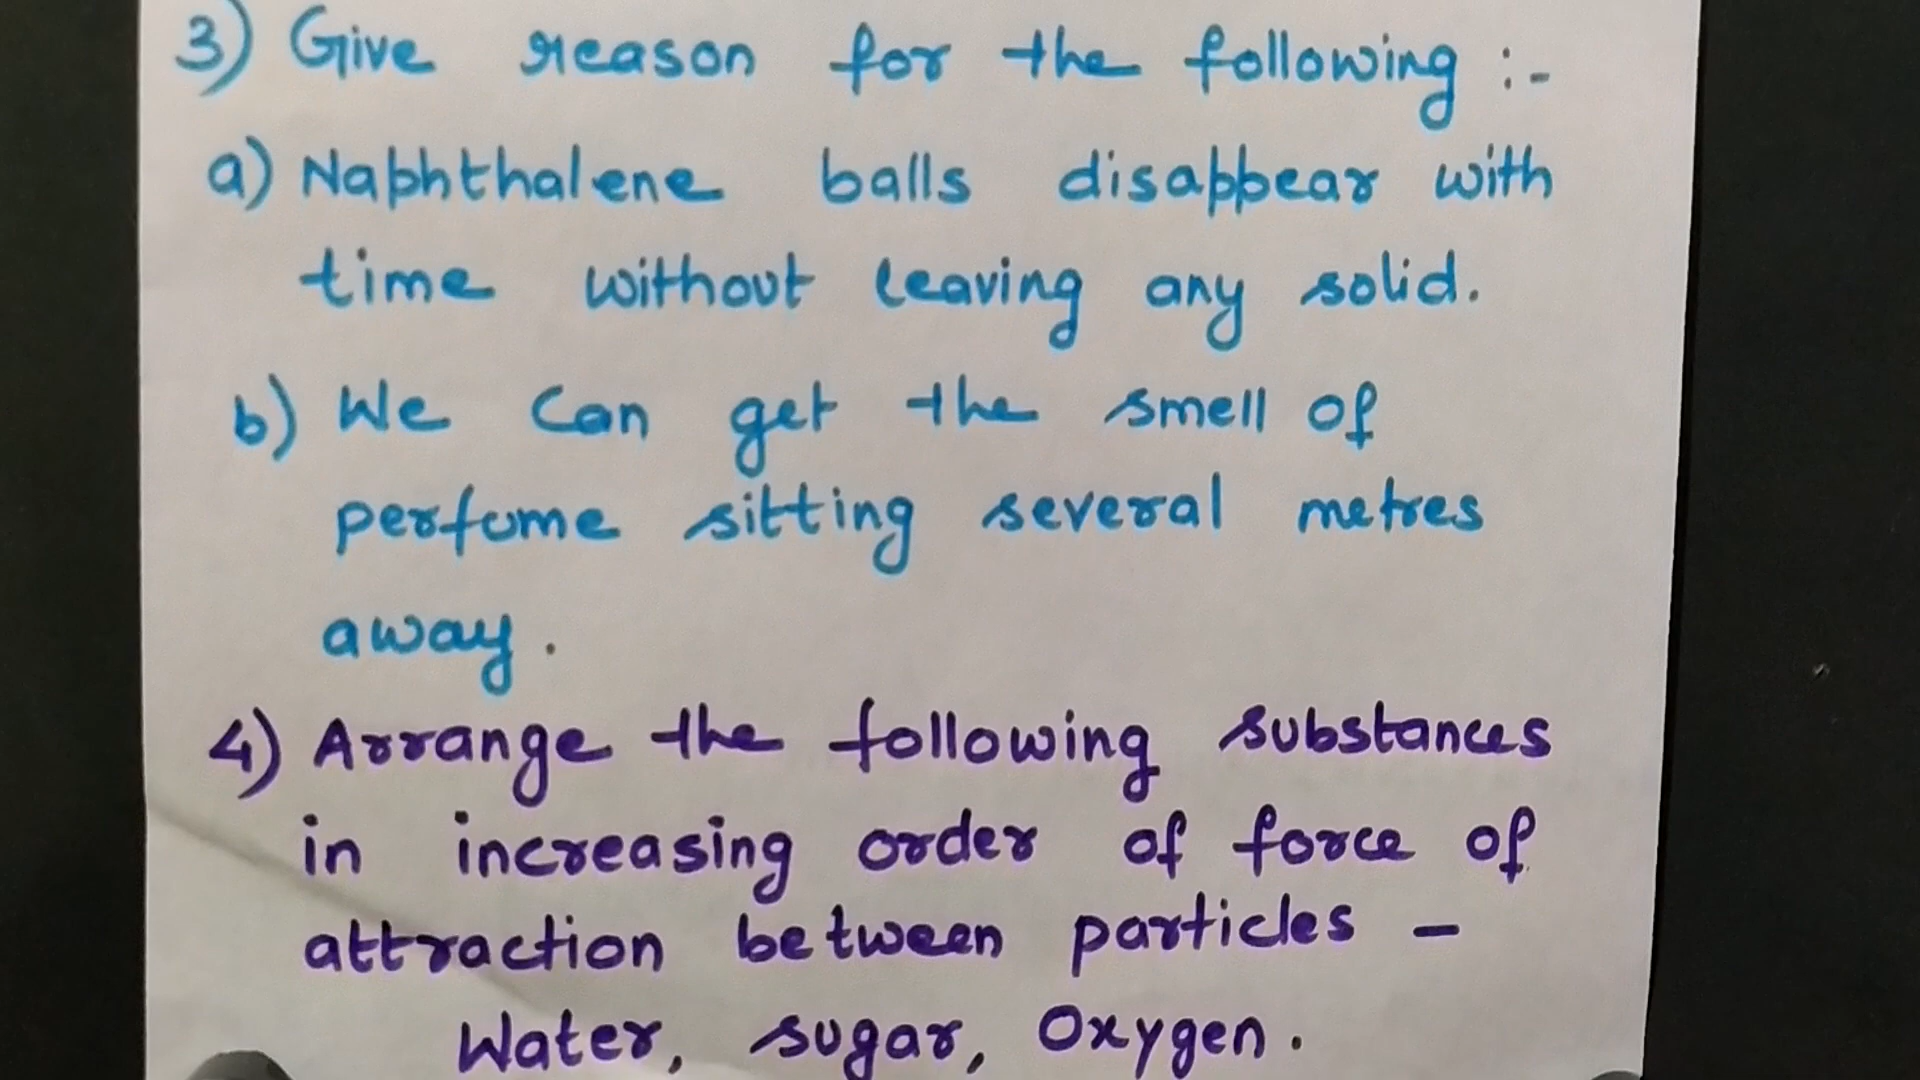 3) Give reason for the following :-
a) Naphthalene balls disappear with
time without leaving any solid.
b) We can get the smell of
perfume sitting several metres
away.
4) Arrange the following substances
in increasing order of force of
attraction between particles -
Water, sugar, Oxygen.